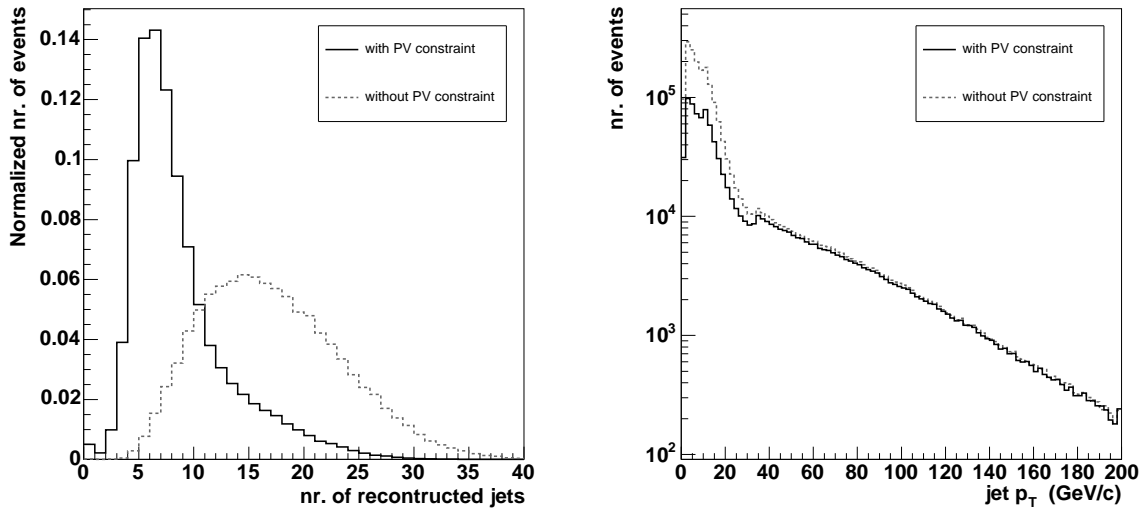 Normalized nr. of events
0.14
0.12
0.1
0.08
0.06
0.04
0.02
0
with PV constraint
without PV constraint
0 5 10 15 20 25 30 35 40
nr. of recontructed jets
nr. of events
10^5
10^4
10^3
10^2
with PV constraint
without PV constraint
0 20 40 60 80 100 120 140 160 180 200
jet p_T (GeV/c)